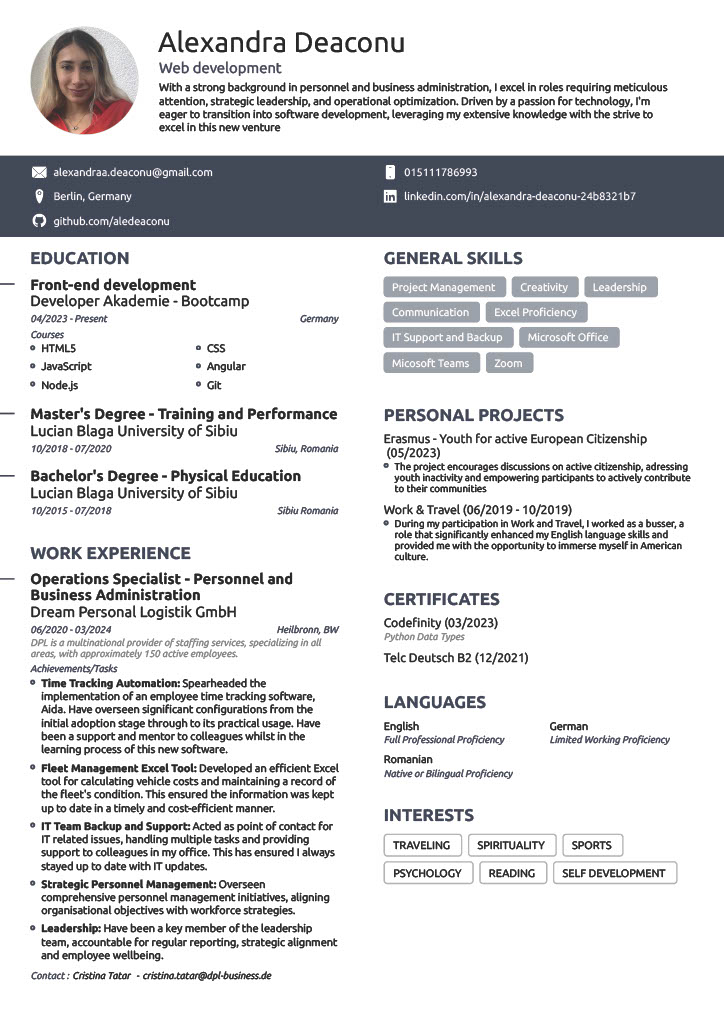 Alexandra Deaconu
Web development
With a strong background in personnel and business administration, I excel in roles requiring meticulous
attention, strategic leadership, and operational optimization. Driven by a passion for technology, I'm
eager to transition into software development, leveraging my extensive knowledge with the strive to
excel in this new venture
alexandraa.deaconu@gmail.com
015111786993
Berlin, Germany
linkedin.com/in/alexandra-deaconu-24b8321b7
github.com/aledeaconu
EDUCATION
Front-end development
Developer Akademie - Bootcamp
04/2023 - Present Germany
Courses
HTML5 CSS
JavaScript Angular
Node.js Git
Master's Degree - Training and Performance
Lucian Blaga University of Sibiu
10/2018 - 07/2020 Sibiu, Romania
Bachelor's Degree - Physical Education
Lucian Blaga University of Sibiu
10/2015 - 07/2018 Sibiu Romania
WORK EXPERIENCE
Operations Specialist - Personnel and
Business Administration
Dream Personal Logistik GmbH
06/2020 - 03/2024 Heilbronn, BW
DPL is a multinational provider of staffing services, specializing in all
areas, with approximately 150 active employees.
Achievements/Tasks
Time Tracking Automation: Spearheaded the
implementation of an employee time tracking software,
Aida. Have overseen significant configurations from the
initial adoption stage through to its practical usage. Have
been a support and mentor to colleagues whilst in the
learning process of this new software.
Fleet Management Excel Tool: Developed an efficient Excel
tool for calculating vehicle costs and maintaining a record of
the fleet's condition. This ensured the information was kept
up to date in a timely and cost-efficient manner.
IT Team Backup and Support: Acted as point of contact for
IT related issues, handling multiple tasks and providing
support to colleagues in my office. This has ensured I always
stayed up to date with IT updates.
Strategic Personnel Management: Overseen
comprehensive personnel management initiatives, aligning
organisational objectives with workforce strategies.
Leadership: Have been a key member of the leadership
team, accountable for regular reporting, strategic alignment
and employee wellbeing.
Contact : Cristina Tatar - cristina.tatar@dpl-business.de
GENERAL SKILLS
Project Management Creativity Leadership
Communication Excel Proficiency
IT Support and Backup Microsoft Office
Micosoft Teams Zoom
PERSONAL PROJECTS
Erasmus - Youth for active European Citizenship
(05/2023)
The project encourages discussions on active citizenship, adressing
youth inactivity and empowering participants to actively contribute
to their communities
Work & Travel (06/2019 - 10/2019)
During my participation in Work and Travel, I worked as a busser, a
role that significantly enhanced my English language skills and
provided me with the opportunity to immerse myself in American
culture.
CERTIFICATES
Codefinity (03/2023)
Python Data Types
Telc Deutsch B2 (12/2021)
LANGUAGES
English German
Full Professional Proficiency Limited Working Proficiency
Romanian
Native or Bilingual Proficiency
INTERESTS
TRAVELING SPIRITUALITY SPORTS
PSYCHOLOGY READING SELF DEVELOPMENT